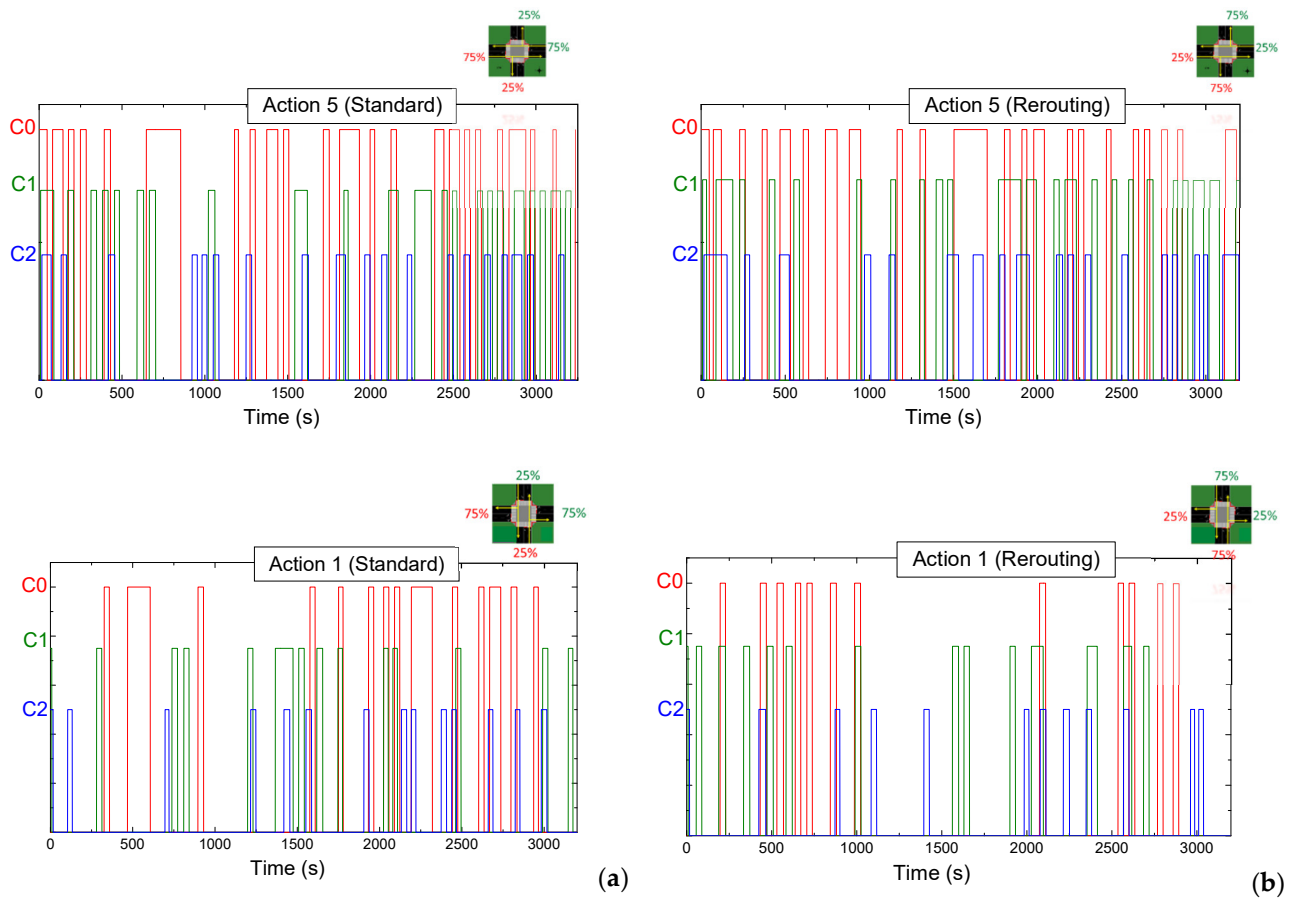 25%
75%
75%
25%
Action 5 (Standard)
C0
C1
C2
0 500 1000 1500 2000 2500 3000
Time (s)
75%
25%
25%
75%
Action 5 (Rerouting)
C0
C1
C2
0 500 1000 1500 2000 2500 3000
Time (s)
25%
75%
75%
25%
Action 1 (Standard)
C0
C1
C2
0 500 1000 1500 2000 2500 3000
Time (s)
(a)
75%
25%
25%
75%
Action 1 (Rerouting)
C0
C1
C2
0 500 1000 1500 2000 2500 3000
Time (s)
(b)